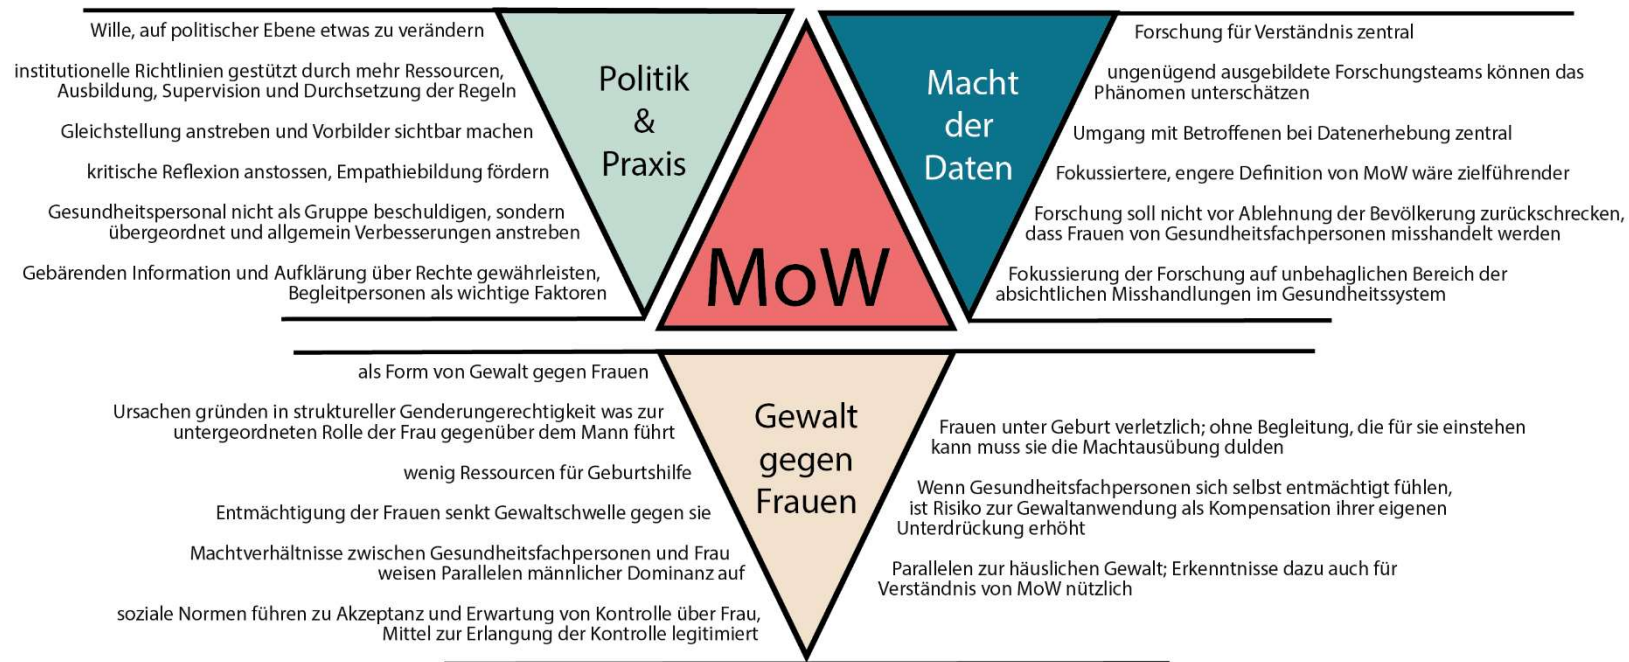 Wille, auf politischer Ebene etwas zu verändern
institutionelle Richtlinien gestützt durch mehr Ressourcen,
Ausbildung, Supervision und Durchsetzung der Regeln
Gleichstellung anstreben und Vorbilder sichtbar machen
kritische Reflexion anstossen, Empathiebildung fördern
Gesundheitspersonal nicht als Gruppe beschuldigen, sondern
übergeordnet und allgemein Verbesserungen anstreben
Gebärenden Information und Aufklärung über Rechte gewährleisten,
Begleitpersonen als wichtige Faktoren
Politik
&
Praxis
MoW
Macht
der
Daten
Forschung für Verständnis zentral
ungenügend ausgebildete Forschungsteams können das
Phänomen unterschätzen
Umgang mit Betroffenen bei Datenerhebung zentral
Fokussiertere, engere Definition von MoW wäre zielführender
Forschung soll nicht vor Ablehnung der Bevölkerung zurückschrecken,
dass Frauen von Gesundheitsfachpersonen misshandelt werden
Fokussierung der Forschung auf unbehaglichen Bereich der
absichtlichen Misshandlungen im Gesundheitssystem
als Form von Gewalt gegen Frauen
Ursachen gründen in struktureller Genderungerechtigkeit was zur
untergeordneten Rolle der Frau gegenüber dem Mann führt
wenig Ressourcen für Geburtshilfe
Entmächtigung der Frauen senkt Gewaltschwelle gegen sie
Machtverhältnisse zwischen Gesundheitsfachpersonen und Frau
weisen Parallelen männlicher Dominanz auf
soziale Normen führen zu Akzeptanz und Erwartung von Kontrolle über Frau,
Mittel zur Erlangung der Kontrolle legitimiert
Gewalt
gegen
Frauen
Frauen unter Geburt verletzlich; ohne Begleitung, die für sie einstehen
kann muss sie die Machtausübung dulden
Wenn Gesundheitsfachpersonen sich selbst entmächtigt fühlen,
ist Risiko zur Gewaltanwendung als Kompensation ihrer eigenen
Unterdrückung erhöht
Parallelen zur häuslichen Gewalt; Erkenntnisse dazu auch für
Verständnis von MoW nützlich